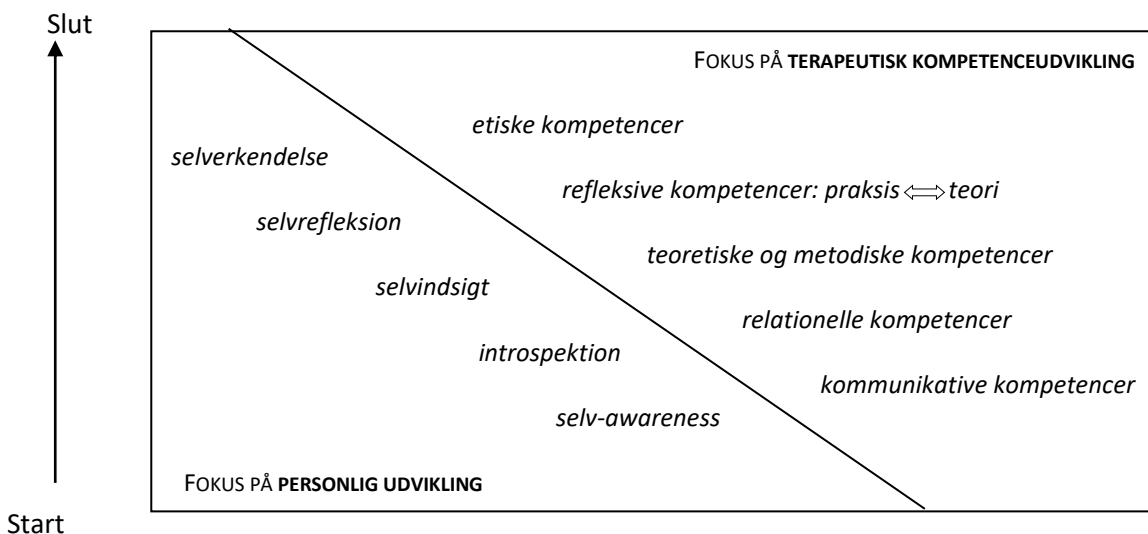 Slut
FOKUS PÅ TERAPEUTISK KOMPETENCEUDVIKLING
etiske kompetencer
selverkendelse
refleksive kompetencer: praksis ⇔ teori
selvrefleksion
teoretiske og metodiske kompetencer
selvindsigt
relationelle kompetencer
introspektion
kommunikative kompetencer
selv-awareness
FOKUS PÅ PERSONLIG UDVIKLING
Start